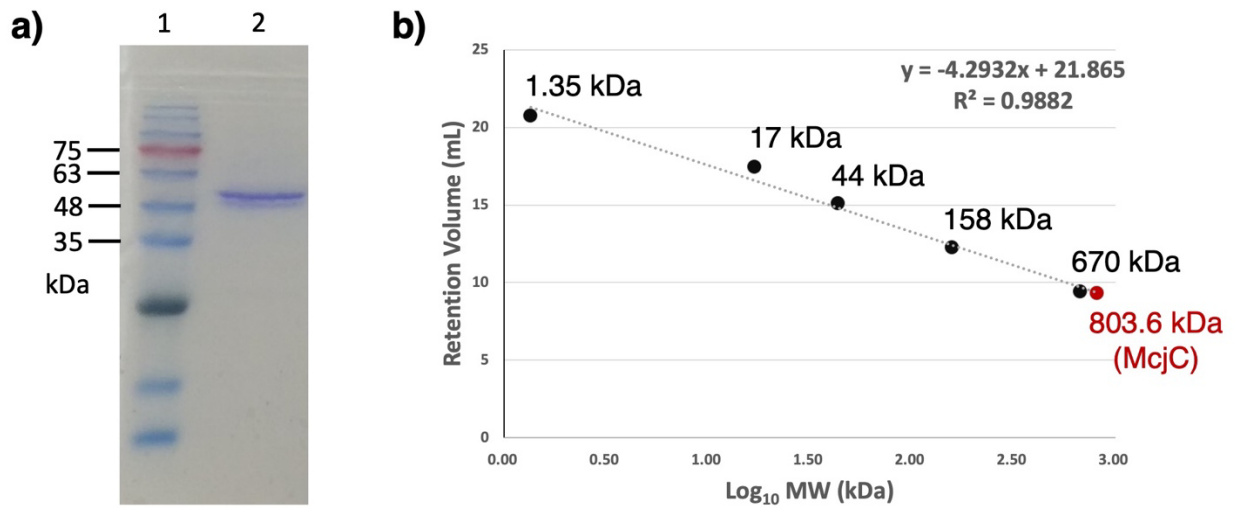 a)
1 2
75
63
48
35
kDa
b)
y = -4.2932x + 21.865
R² = 0.9882
Retention Volume (mL)
25
20
15
10
5
0
1.35 kDa
17 kDa
44 kDa
158 kDa
670 kDa
803.6 kDa
(McjC)
0.00 0.50 1.00 1.50 2.00 2.50 3.00
Log₁₀ MW (kDa)